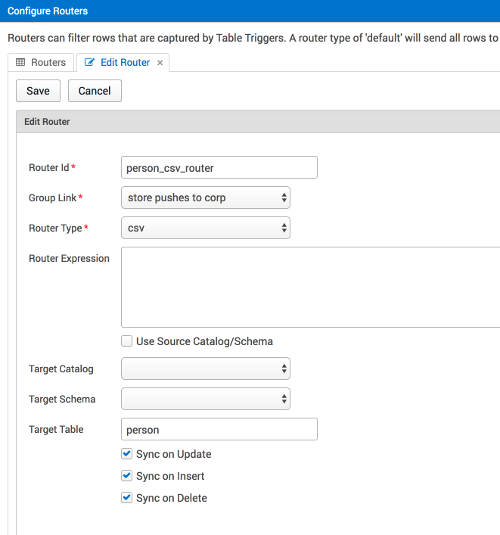 Configure Routers
Routers can filter rows that are captured by Table Triggers. A router type of 'default' will send all rows to
Routers
Edit Router ×
Save Cancel
Edit Router
Router Id * person_csv_router
Group Link * store pushes to corp
Router Type * csv
Router Expression
Use Source Catalog/Schema
Target Catalog
Target Schema
Target Table person
Sync on Update
Sync on Insert
Sync on Delete